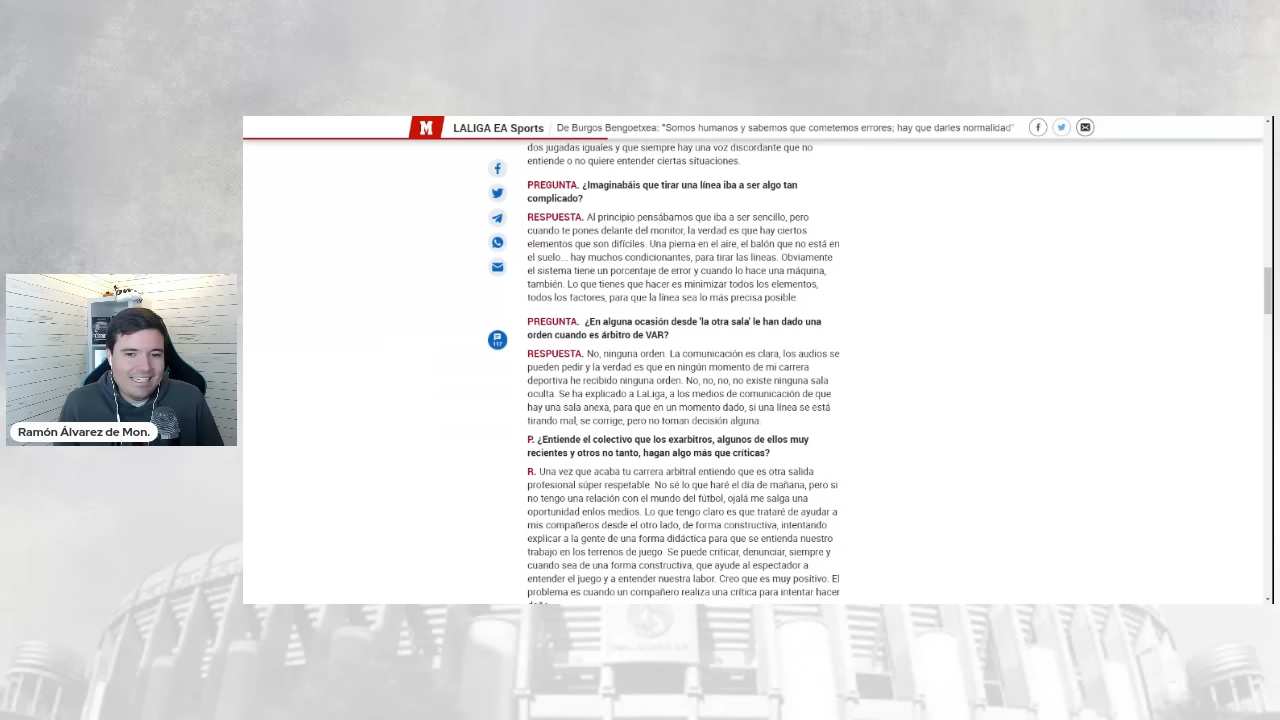 M LALIGA EA Sports De Burgos Bengoetxea: "Somos humanos y sabemos que cometemos errores; hay que darles normalidad"
dos jugadas iguales y que siempre hay una voz discordante que no
entiende o no quiere entender ciertas situaciones.
PREGUNTA. ¿Imaginabáis que tirar una línea iba a ser algo tan
complicado?
RESPUESTA. Al principio pensábamos que iba a ser sencillo, pero
cuando te pones delante del monitor, la verdad es que hay ciertos
elementos que son difíciles. Una pierna en el aire, el balón que no está en
el suelo... hay muchos condicionantes, para tirar las líneas. Obviamente
el sistema tiene un porcentaje de error y cuando lo hace una máquina,
también. Lo que tienes que hacer es minimizar todos los elementos,
todos los factores, para que la línea sea lo más precisa posible
PREGUNTA. ¿En alguna ocasión desde 'la otra sala' le han dado una
orden cuando es árbitro de VAR?
117
RESPUESTA. No, ninguna orden. La comunicación es clara, los audios se
pueden pedir y la verdad es que en ningún momento de mi carrera
deportiva he recibido ninguna orden. No, no, no, no existe ninguna sala
oculta. Se ha explicado a LaLiga, a los medios de comunicación de que
hay una sala anexa, para que en un momento dado, si una línea se está
tirando mal, se corrige, pero no toman decisión alguna.
P. ¿Entiende el colectivo que los exarbitros, algunos de ellos muy
recientes y otros no tanto, hagan algo más que críticas?
R. Una vez que acaba tu carrera arbitral entiendo que es otra salida
profesional súper respetable. No sé lo que haré el día de mañana, pero si
no tengo una relación con el mundo del fútbol, ojalá me salga una
oportunidad enlos medios. Lo que tengo claro es que trataré de ayudar a
mis compañeros desde el otro lado, de forma constructiva, intentando
explicar a la gente de una forma didáctica para que se entienda nuestro
trabajo en los terrenos de juego. Se puede criticar, denunciar, siempre y
cuando sea de una forma constructiva, que ayude al espectador a
entender el juego y a entender nuestra labor. Creo que es muy positivo. El
problema es cuando un compañero realiza una crítica para intentar hacer
Ramón Álvarez de Mon.